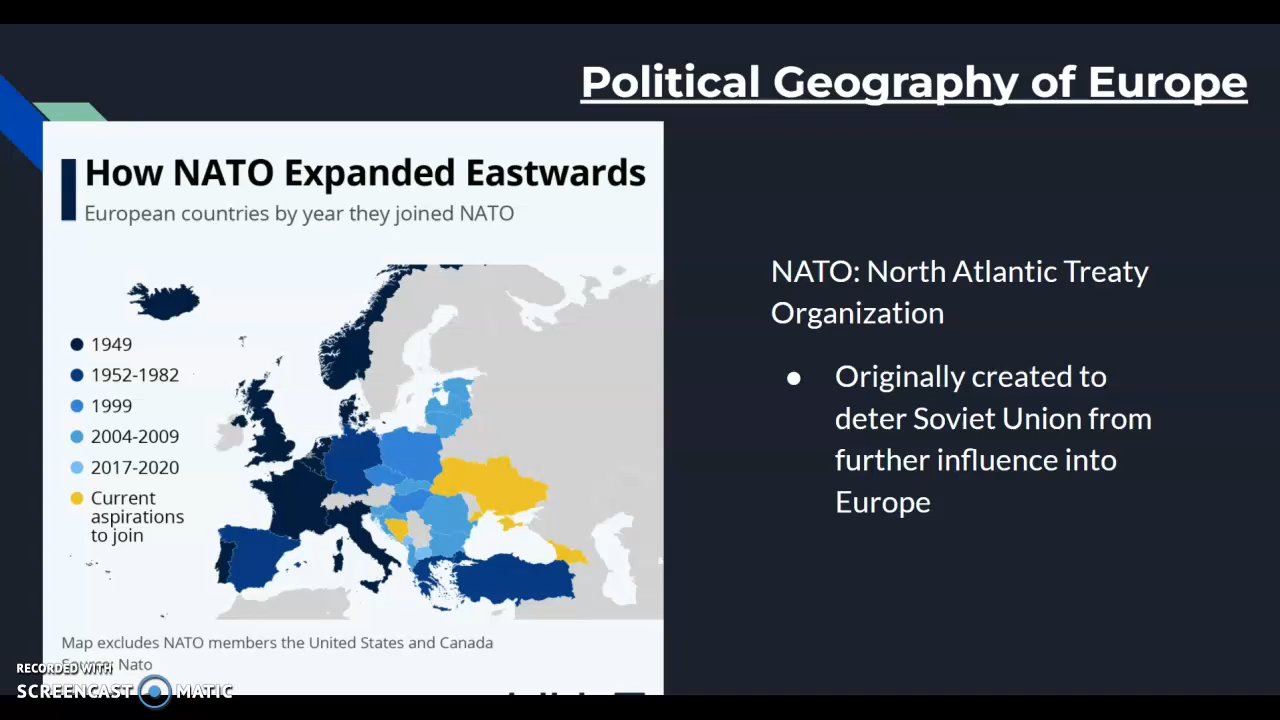 Political Geography of Europe
How NATO Expanded Eastwards
European countries by year they joined NATO
1949
1952-1982
1999
2004-2009
2017-2020
Current
aspirations
to join
Map excludes NATO members the United States and Canada
Source: Nato
NATO: North Atlantic Treaty
Organization
● Originally created to
deter Soviet Union from
further influence into
Europe
RECORDED WITH
SCREENCAST MATIC